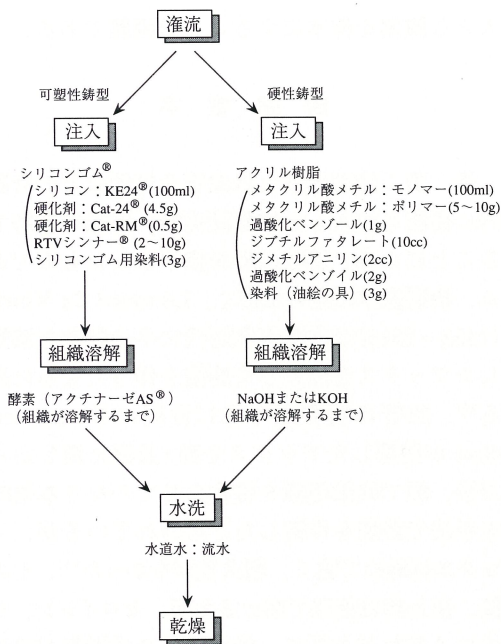 灌流
可塑性鋳型
硬性鋳型
注入
シリコンゴム®
シリコン：KE24®(100ml)
硬化剤：Cat-24®(4.5g)
硬化剤：Cat-RM®(0.5g)
RTVシンナー®(2〜10g)
シリコンゴム用染料(3g)
組織溶解
酵素（アクチナーゼAS®）
（組織が溶解するまで）
注入
アクリル樹脂
メタクリル酸メチル：モノマー(100ml)
メタクリル酸メチル：ポリマー(5〜10g)
過酸化ベンゾール(1g)
ジブチルファタレート(10cc)
ジメチルアニリン(2cc)
過酸化ベンゾイル(2g)
染料（油絵の具）(3g)
組織溶解
NaOHまたはKOH
（組織が溶解するまで）
水洗
水道水：流水
乾燥